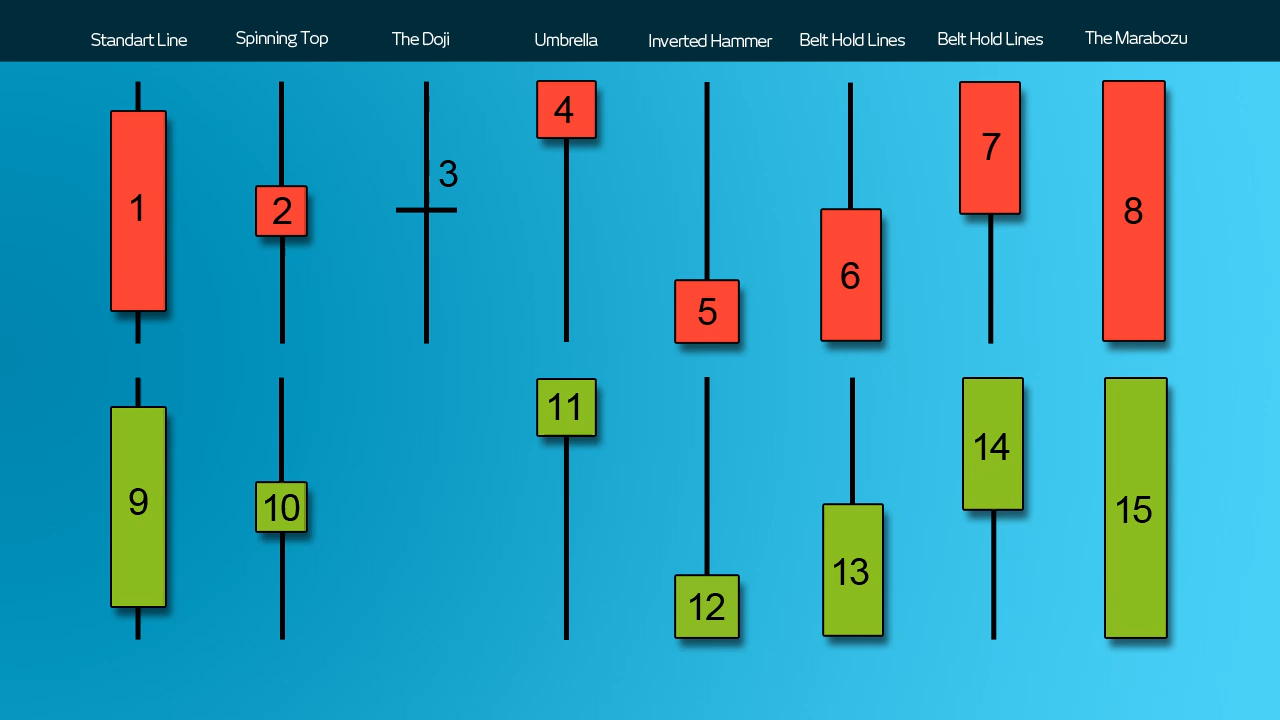 Standart Line
Spinning Top
The Doji
Umbrella
Inverted Hammer
Belt Hold Lines
Belt Hold Lines
The Marabozu
1
2
3
4
5
6
7
8
9
10
11
12
13
14
15